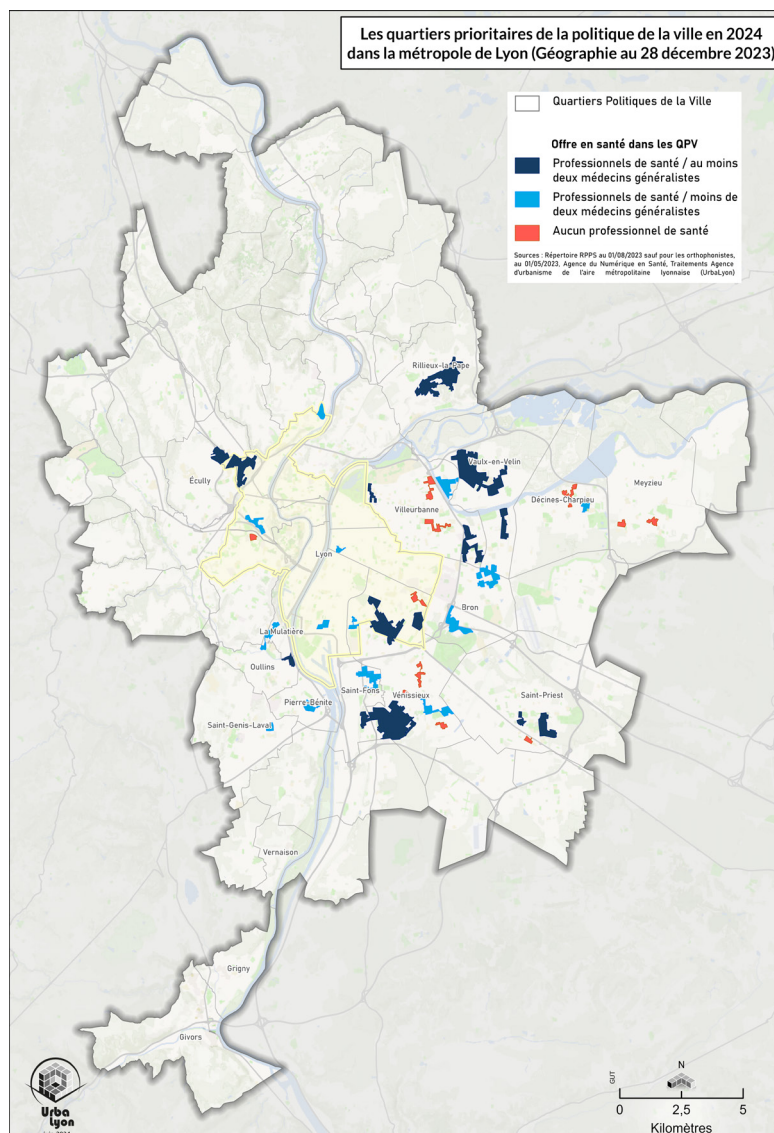 Les quartiers prioritaires de la politique de la ville en 2024
dans la métropole de Lyon (Géographie au 28 décembre 2023)
Quartiers Politiques de la Ville
Offre en santé dans les QPV
Professionnels de santé / au moins
deux médecins généralistes
Professionnels de santé / moins de
deux médecins généralistes
Aucun professionnel de santé
Sources : Répertoire RPPS au 01/08/2023 sauf pour les orthophonistes,
au 01/05/2023, Agence du Numérique en Santé, Traitements Agence
d'urbanisme de l'aire métropolitaine lyonnaise (UrbaLyon)
Rillieux-la-Pape
Vaulx-en-Velin
Écully
Meyzieu
Décines-Charpieu
Villeurbanne
Lyon
Bron
La Mulatière
Oullins
Saint-Fons
Vénissieux
Saint-Priest
Pierre Bénite
Saint-Genis-Laval
Vernaison
Grigny
Givors
Urba
Lyon
GUT
N
0
2,5
5
Kilomètres